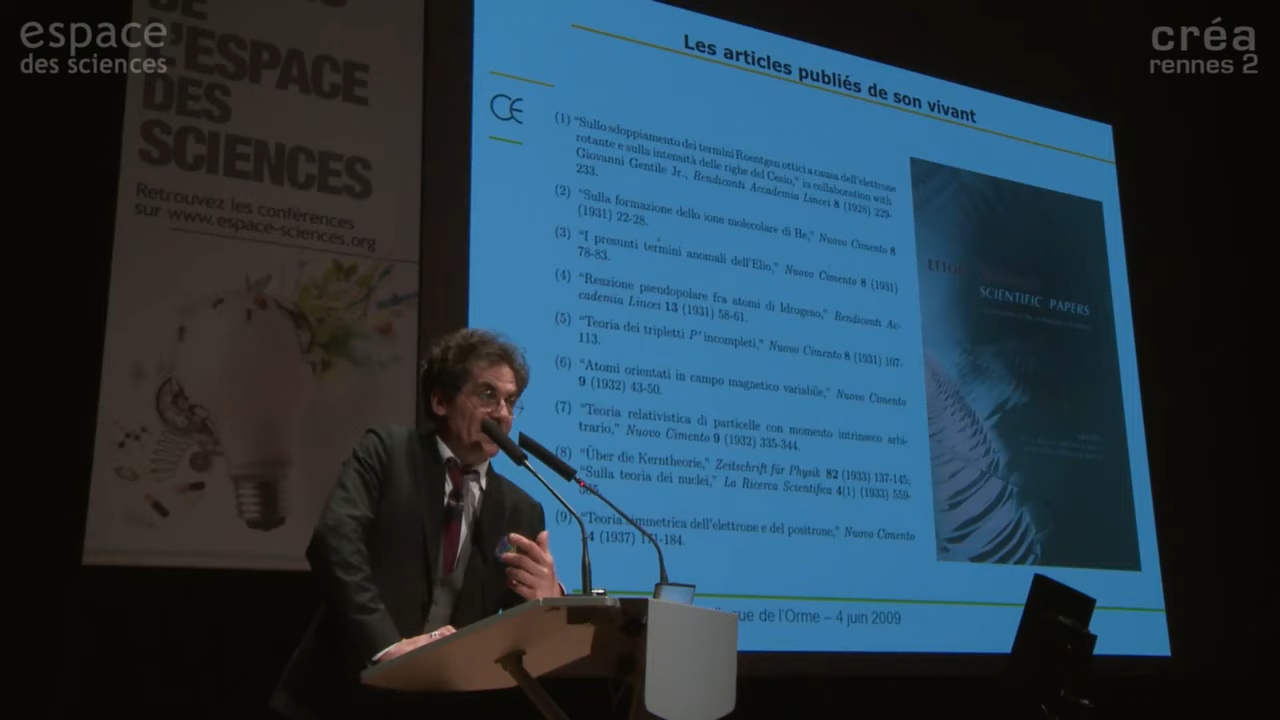 espace
des sciences
créa
rennes 2
DE
L'ESPACE
DES
SCIENCES
Retrouvez les conférences
sur www.espace-sciences.org
Les articles publiés de son vivant
CE
(1) "Sullo sdoppiamento dei termini Roentgen ottici a causa dell'elettrone
rotante e sulla intensità delle righe del Cesio," in collaboration with
Giovanni Gentile Jr., Rendiconti Accademia Lincei 8 (1928) 229-
233.
(2) "Sulla formazione dello ione molecolare di He," Nuovo Cimento 8
(1931) 22-28.
(3) "I presunti termini anomali dell'Elio," Nuovo Cimento 8 (1931)
78-83.
(4) "Reazione pseudopolare fra atomi di Idrogeno," Rendiconti Ac-
cademia Lincei 13 (1931) 58-61.
(5) "Teoria dei tripletti P' incompleti," Nuovo Cimento 8 (1931) 107-
113.
(6) "Atomi orientati in campo magnetico variabile," Nuovo Cimento
9 (1932) 43-50.
(7) "Teoria relativistica di particelle con momento intrinseco arbi-
trario," Nuovo Cimento 9 (1932) 335-344.
(8) "Über die Kerntheorie," Zeitschrift für Physik 82 (1933) 137-145;
"Sulla teoria dei nuclei," La Ricerca Scientifica 4(1) (1933) 559-
(9) "Teoria simmetrica dell'elettrone e del positrone," Nuovo Cimento
(1937) 171-184.
SCIENTIFIC PAPERS
de l'Orme – 4 juin 2009